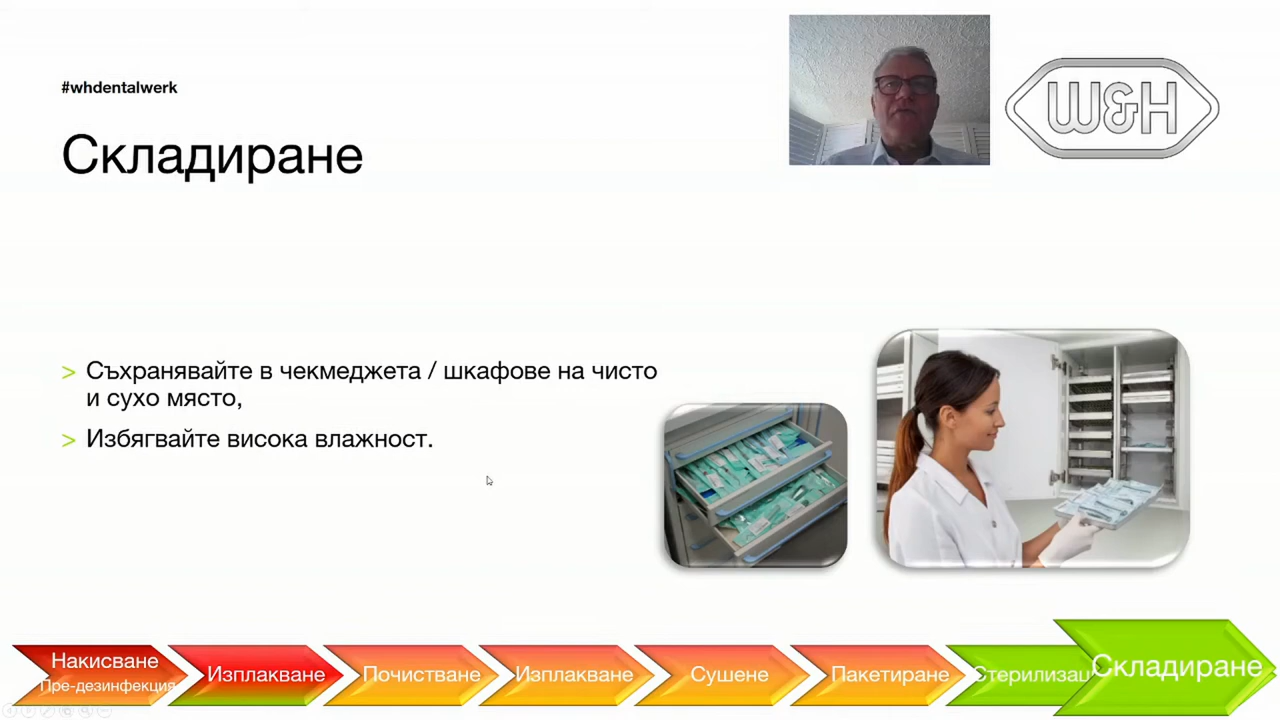 #whdentalwerk
W&H
Складиране
> Съхранявайте в чекмеджета / шкафове на чисто
и сухо място,
> Избягвайте висока влажност.
Накисване
Пре-дезинфекция
Изплакване
Почистване
Изплакване
Сушене
Пакетиране
Стерилизац
Складиране